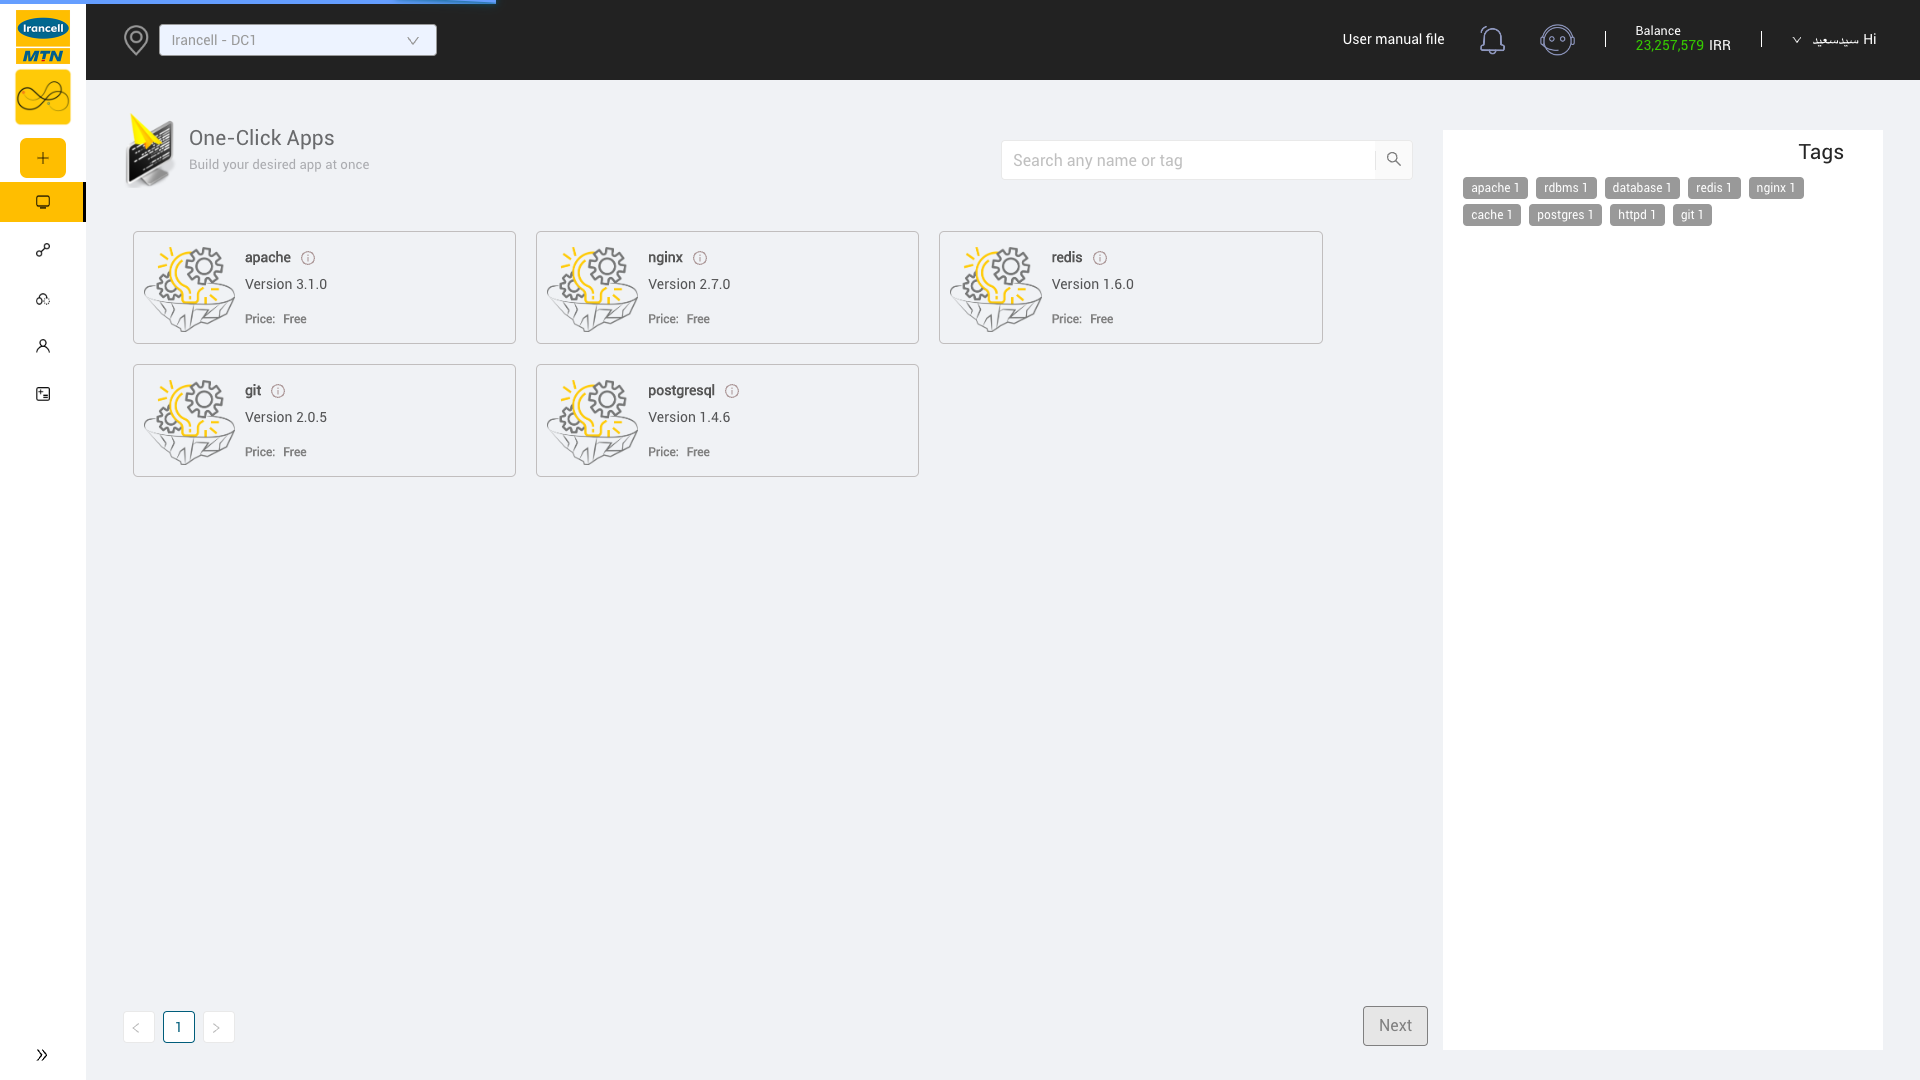 Irancell
MTN
Irancell - DC1
User manual file
Balance
23,257,579 IRR
سیدسعید Hi
One-Click Apps
Build your desired app at once
Search any name or tag
Tags
apache 1
rdbms 1
database 1
redis 1
nginx 1
cache 1
postgres 1
httpd 1
git 1
apache
Version 3.1.0
Price: Free
nginx
Version 2.7.0
Price: Free
redis
Version 1.6.0
Price: Free
git
Version 2.0.5
Price: Free
postgresql
Version 1.4.6
Price: Free
1
Next